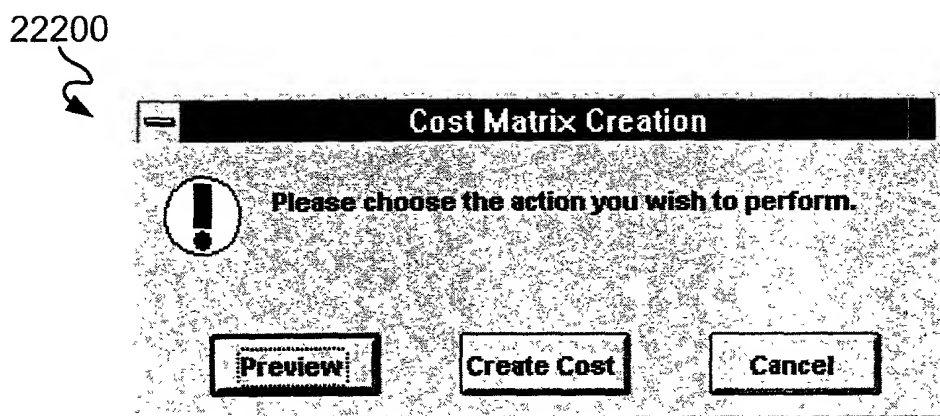 22200
Cost Matrix Creation
Please choose the action you wish to perform.
Preview Create Cost Cancel